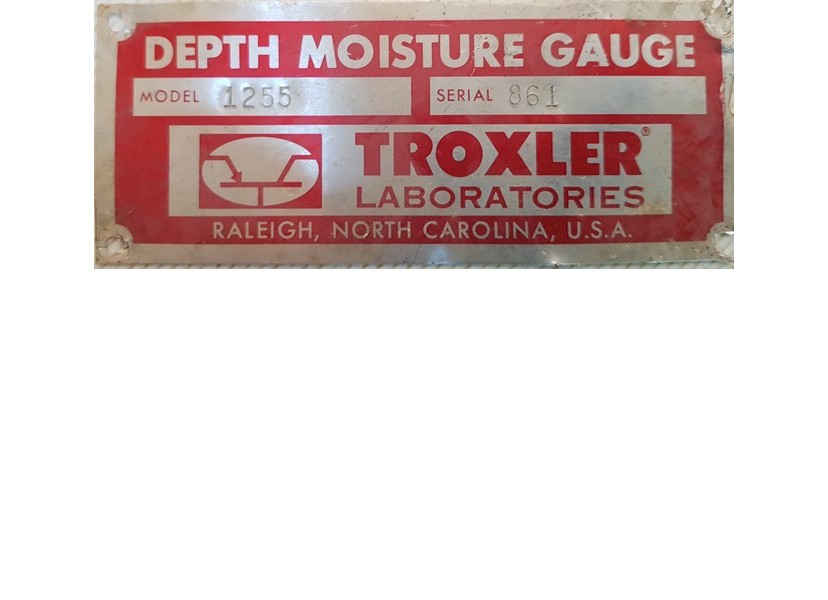 DEPTH MOISTURE GAUGE
MODEL 1255 SERIAL 861
TROXLER®
LABORATORIES
RALEIGH, NORTH CAROLINA, U.S.A.